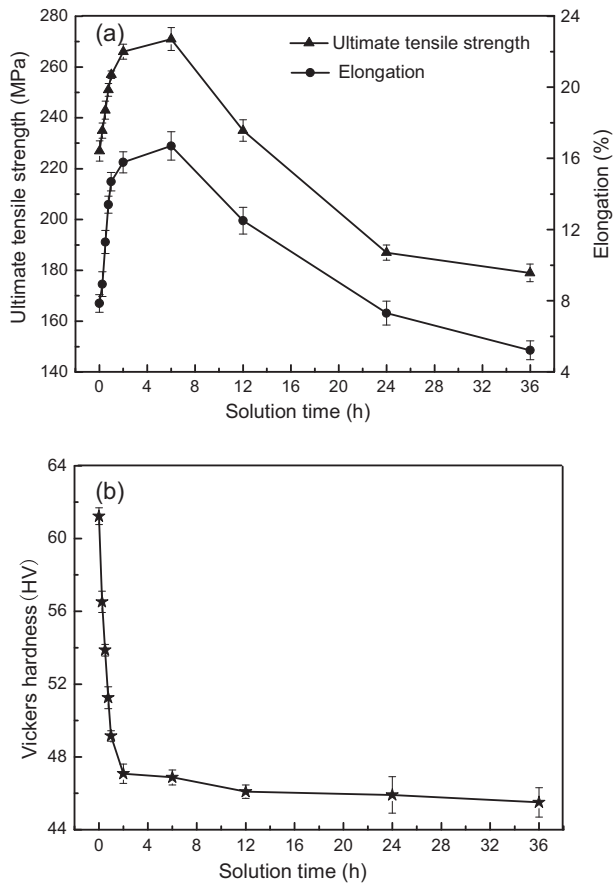 (a)
Ultimate tensile strength
Elongation
280
260
240
220
200
180
160
140
Ultimate tensile strength (MPa)
24
20
16
12
8
4
Elongation (%)
0 4 8 12 16 20 24 28 32 36
Solution time (h)
(b)
64
60
56
52
48
44
Vickers hardness (HV)
0 4 8 12 16 20 24 28 32 36
Solution time (h)